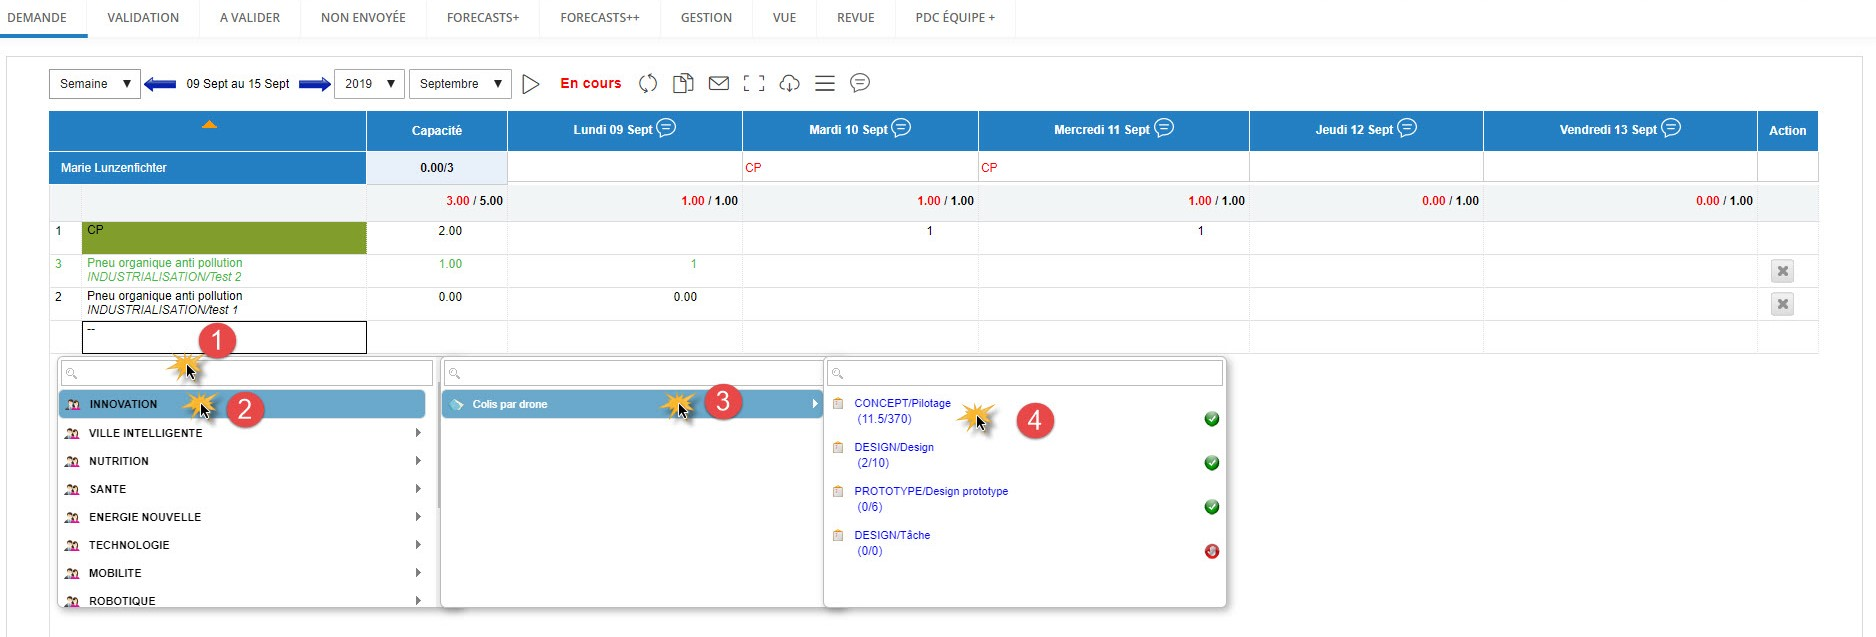 DEMANDE VALIDATION A VALIDER NON ENVOYÉE FORECASTS+ FORECASTS++ GESTION VUE REVUE PDC ÉQUIPE +
Semaine 09 Sept au 15 Sept 2019 Septembre En cours
Capacité Lundi 09 Sept Mardi 10 Sept Mercredi 11 Sept Jeudi 12 Sept Vendredi 13 Sept Action
Marie Lunzenfichter 0.00/3 CP CP
3.00 / 5.00 1.00 / 1.00 1.00 / 1.00 1.00 / 1.00 0.00 / 1.00 0.00 / 1.00
1 CP 2.00 1 1
3 Pneu organique anti pollution 1.00 1
INDUSTRIALISATION/Test 2
2 Pneu organique anti pollution 0.00 0.00
INDUSTRIALISATION/test 1
--
1
INNOVATION 2
VILLE INTELLIGENTE
NUTRITION
SANTE
ENERGIE NOUVELLE
TECHNOLOGIE
MOBILITE
ROBOTIQUE
Colis par drone 3
CONCEPT/Pilotage
(11.5/370) 4
DESIGN/Design
(2/10)
PROTOTYPE/Design prototype
(0/6)
DESIGN/Tâche
(0/0)